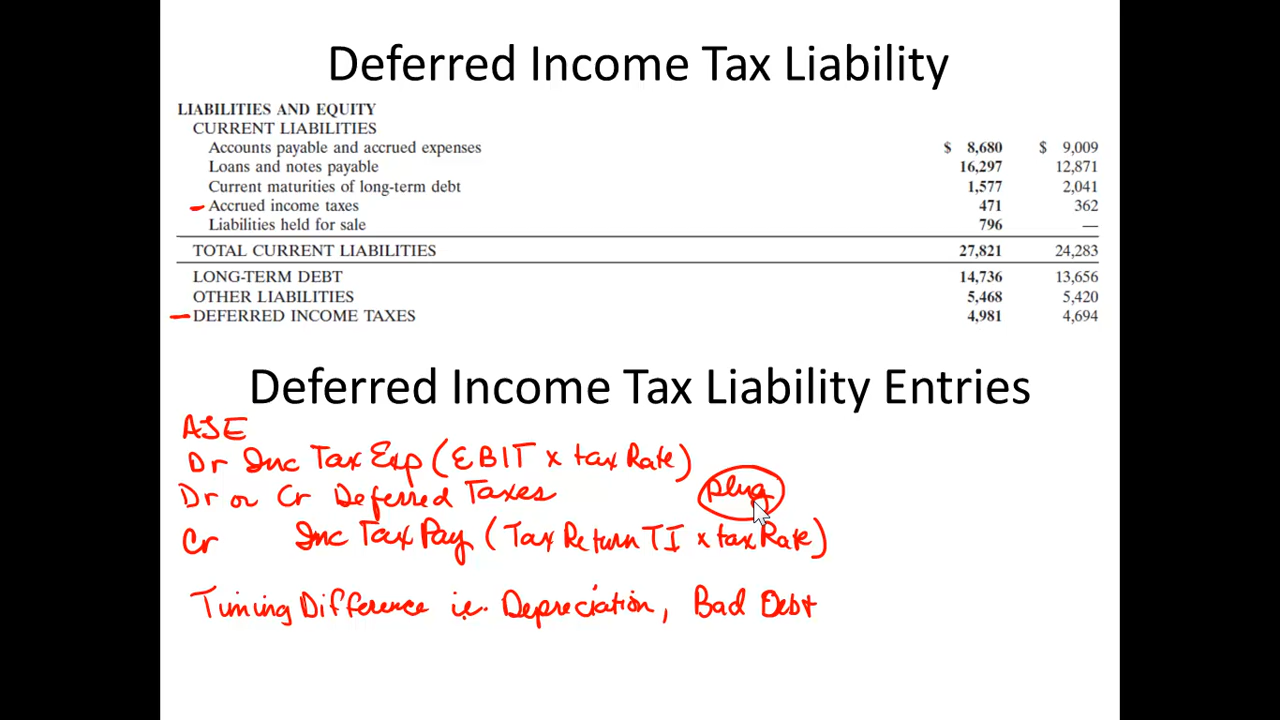 Deferred Income Tax Liability
LIABILITIES AND EQUITY
CURRENT LIABILITIES
Accounts payable and accrued expenses $ 8,680 $ 9,009
Loans and notes payable 16,297 12,871
Current maturities of long-term debt 1,577 2,041
Accrued income taxes 471 362
Liabilities held for sale 796 —
TOTAL CURRENT LIABILITIES 27,821 24,283
LONG-TERM DEBT 14,736 13,656
OTHER LIABILITIES 5,468 5,420
DEFERRED INCOME TAXES 4,981 4,694
Deferred Income Tax Liability Entries
AJE
Dr Inc Tax Exp (EBIT x tax Rate)
Dr or Cr Deferred Taxes plug
Cr Inc Tax Pay (Tax Return TI x tax Rate)
Timing Difference i.e. Depreciation, Bad Debt